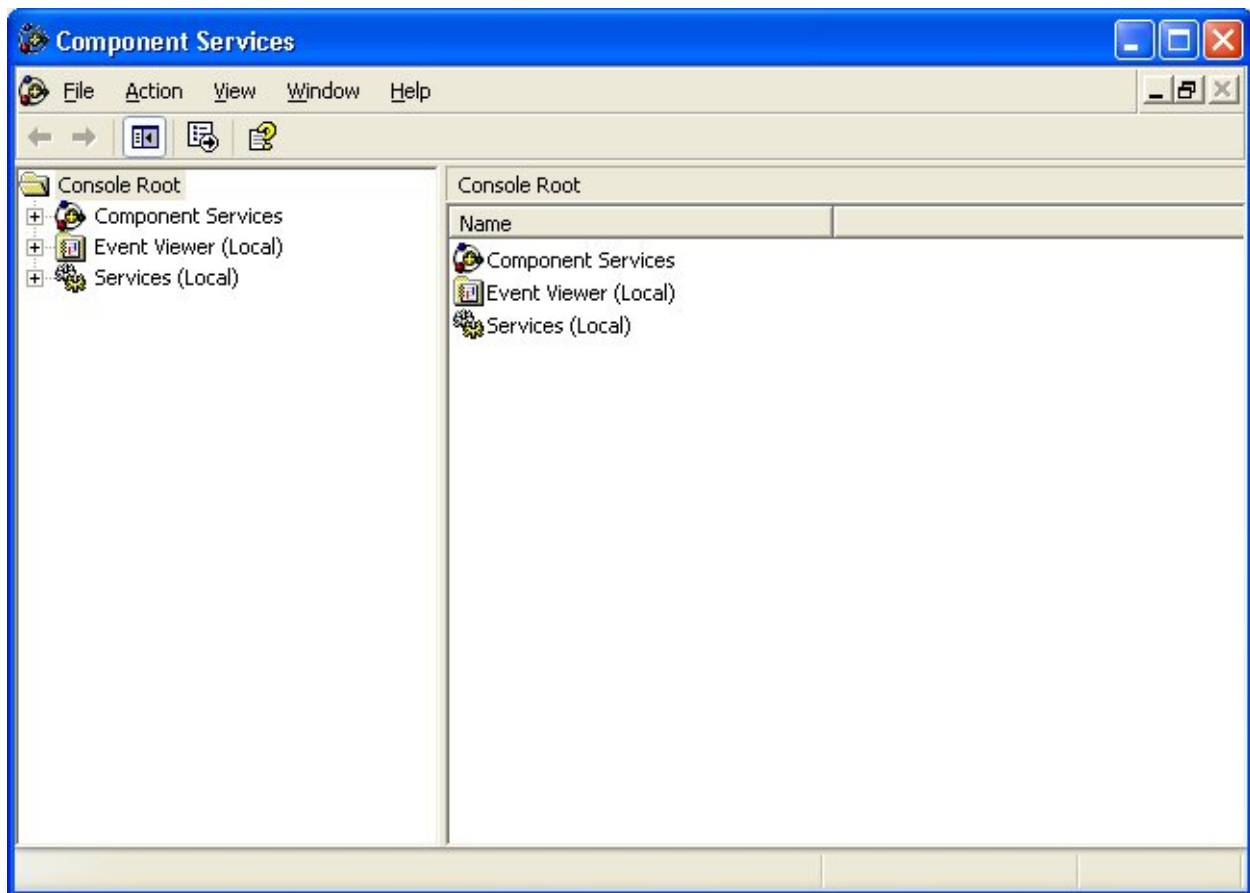 Component Services
File Action View Window Help
Console Root
Component Services
Event Viewer (Local)
Services (Local)
Console Root
Name
Component Services
Event Viewer (Local)
Services (Local)